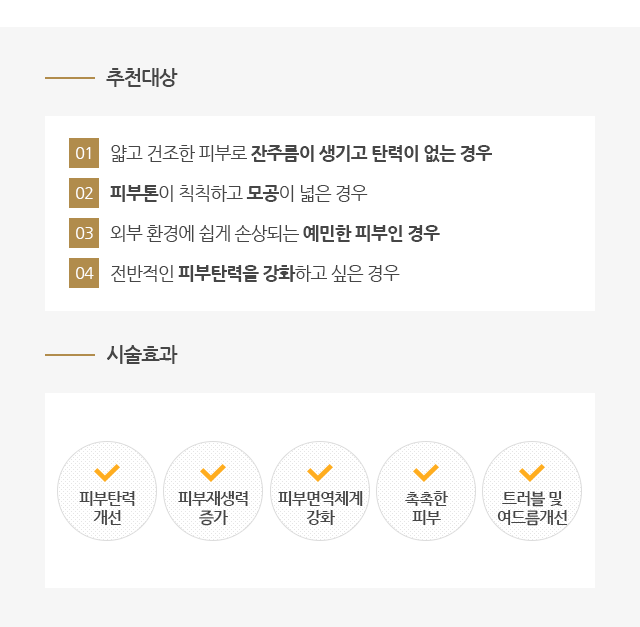 추천대상
01 얇고 건조한 피부로 잔주름이 생기고 탄력이 없는 경우
02 피부톤이 칙칙하고 모공이 넓은 경우
03 외부 환경에 쉽게 손상되는 예민한 피부인 경우
04 전반적인 피부탄력을 강화하고 싶은 경우
시술효과
피부탄력
개선
피부재생력
증가
피부면역체계
강화
촉촉한
피부
트러블 및
여드름개선